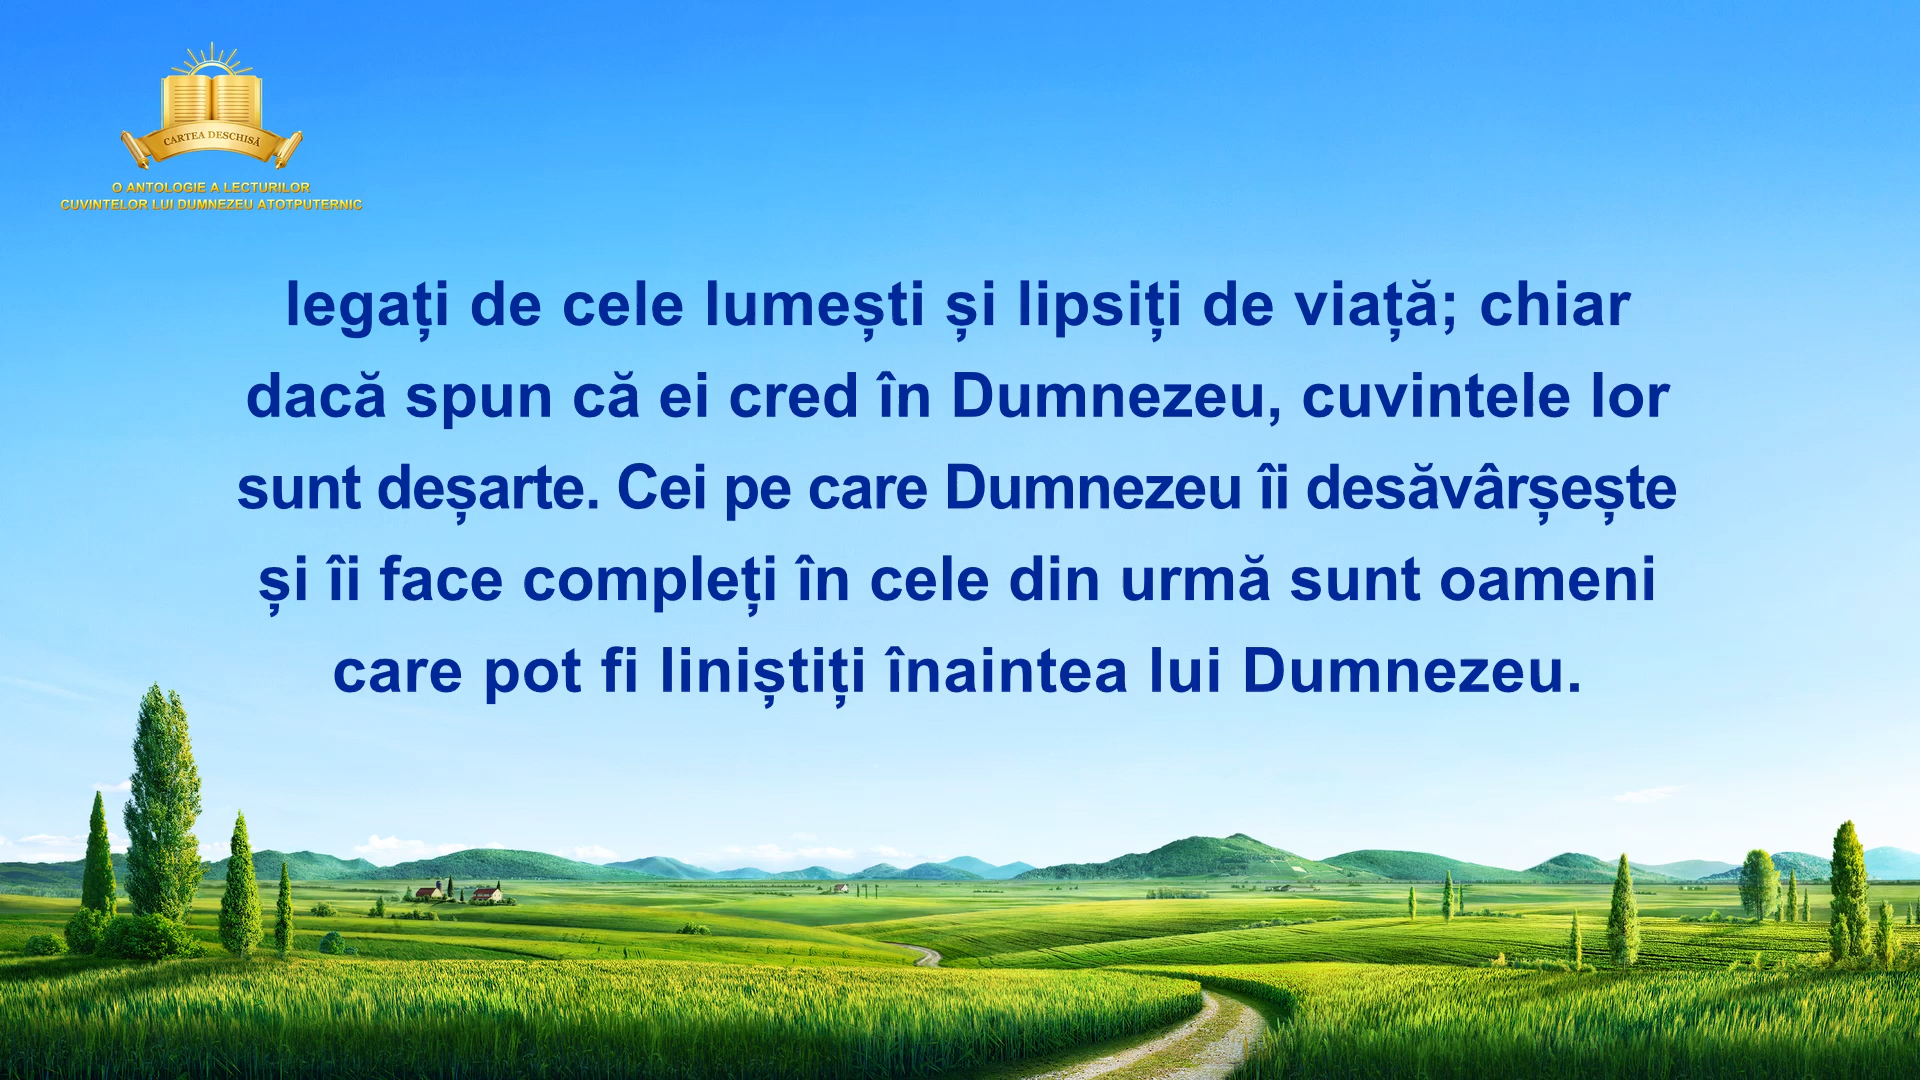 CARTEA DESCHISĂ
O ANTOLOGIE A LECTURILOR
CUVINTELOR LUI DUMNEZEU ATOTPUTERNIC
legați de cele lumești și lipsiți de viață; chiar
dacă spun că ei cred în Dumnezeu, cuvintele lor
sunt deșarte. Cei pe care Dumnezeu îi desăvârșește
și îi face compleți în cele din urmă sunt oameni
care pot fi liniștiți înaintea lui Dumnezeu.